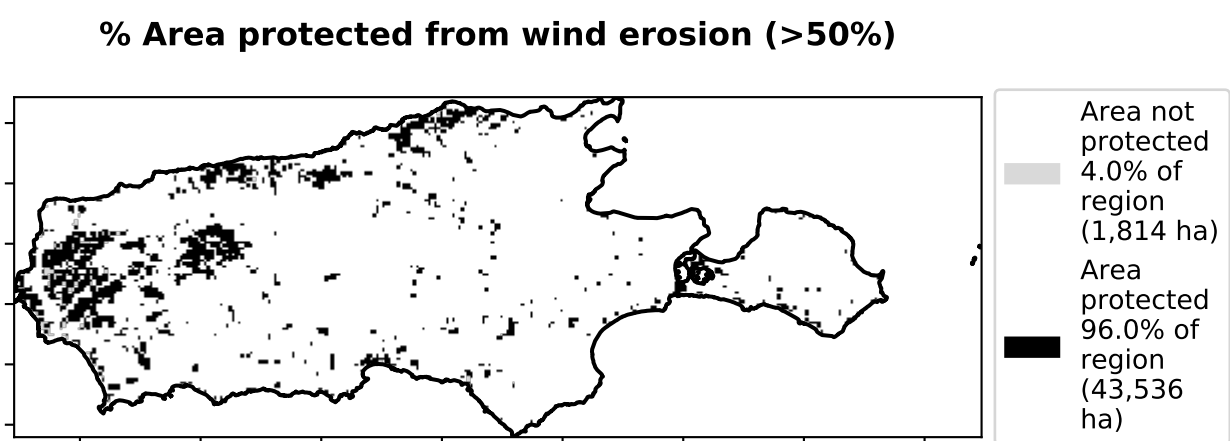 % Area protected from wind erosion (>50%)
Area not
protected
4.0% of
region
(1,814 ha)
Area
protected
96.0% of
region
(43,536
ha)